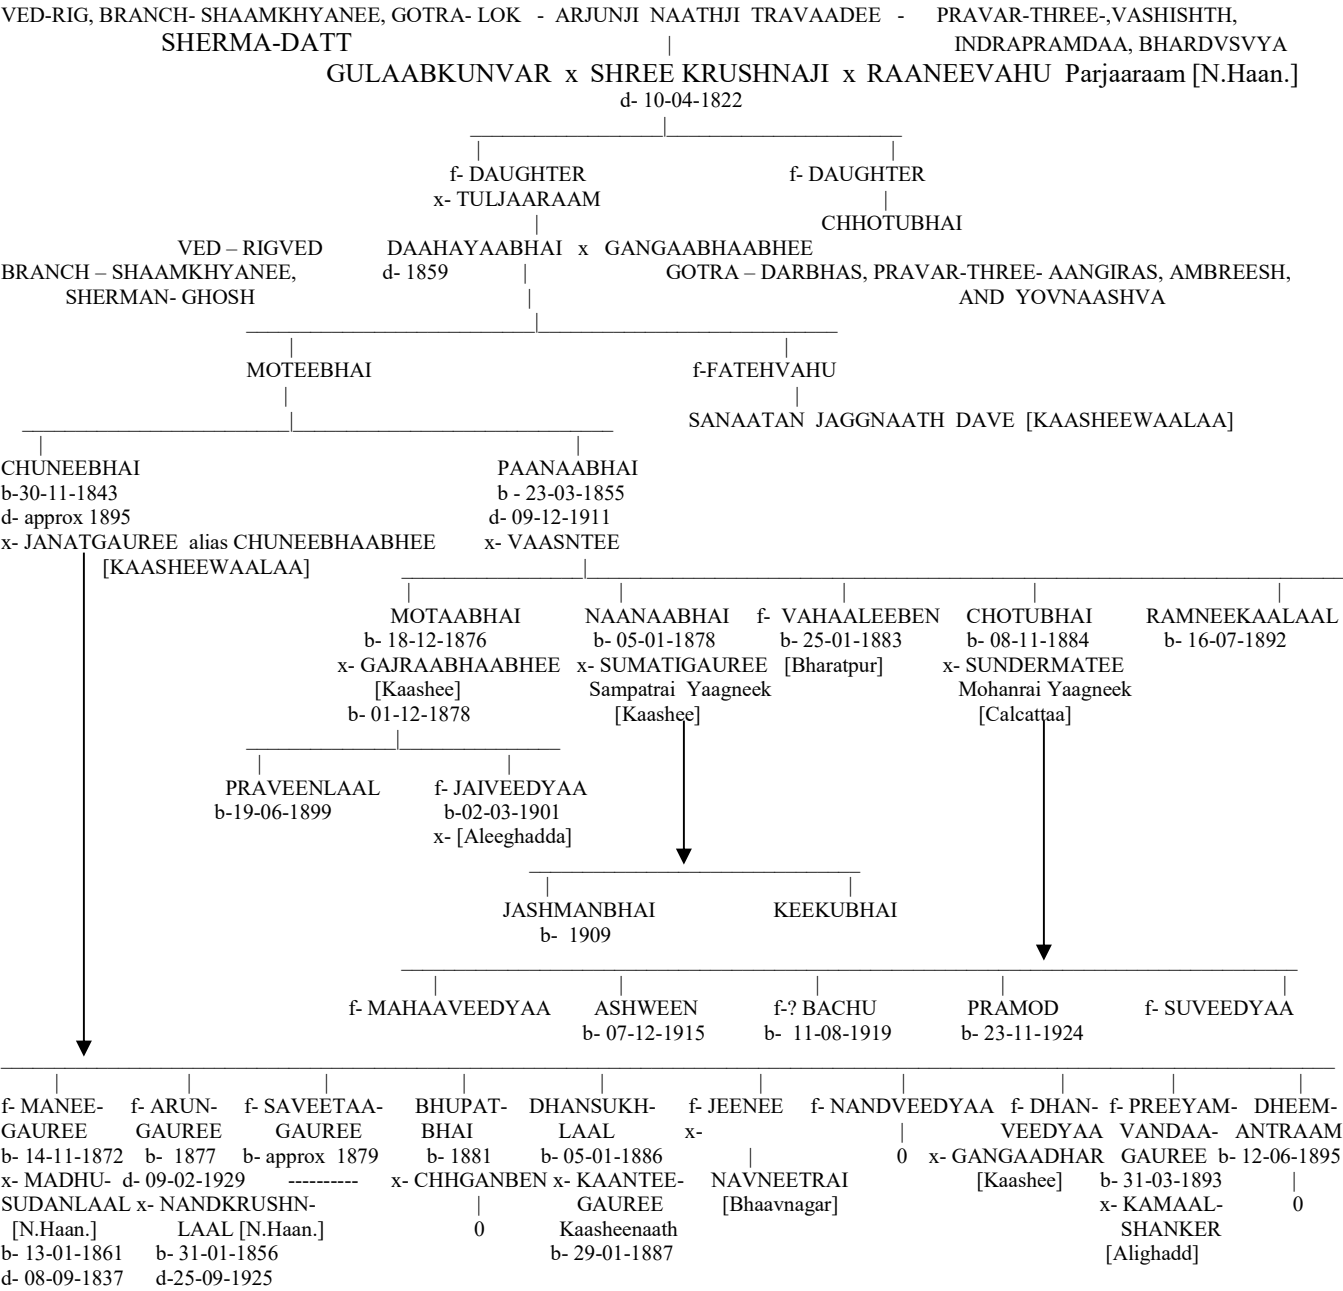 VED-RIG, BRANCH- SHAAMKHYANEE, GOTRA- LOK - ARJUNJI NAATHJI TRAVAADEE - PRAVAR-THREE-,VASHISHTH,
SHERMA-DATT | INDRAPRAMDAA, BHARDVSVYA
GULAABKUNVAR x SHREE KRUSHNAJI x RAANEEVAHU Parjaaraam [N.Haan.]
d- 10-04-1822
f- DAUGHTER f- DAUGHTER
x- TULJAARAAM
CHHOTUBHAI
VED – RIGVED DAAHAYAABHAI x GANGAABHAABHEE
BRANCH – SHAAMKHYANEE, d- 1859 GOTRA – DARBHAS, PRAVAR-THREE- AANGIRAS, AMBREESH,
SHERMAN- GHOSH AND YOVNAASHVA
MOTEEBHAI f-FATEHVAHU
SANAATAN JAGGNAATH DAVE [KAASHEEWAALAA]
CHUNEEBHAI PAANAABHAI
b-30-11-1843 b - 23-03-1855
d- approx 1895 d- 09-12-1911
x- JANATGAUREE alias CHUNEEBHAABHEE x- VAASNTEE
[KAASHEEWAALAA]
MOTAABHAI NAANAABHAI f- VAHAALEEBEN CHOTUBHAI RAMNEEKAALAAL
b- 18-12-1876 b- 05-01-1878 b- 25-01-1883 b- 08-11-1884 b- 16-07-1892
x- GAJRAABHAABHEE x- SUMATIGAUREE [Bharatpur] x- SUNDERMATEE
[Kaashee] Sampatrai Yaagneek Mohanrai Yaagneek
b- 01-12-1878 [Kaashee] [Calcattaa]
PRAVEENLAAL f- JAIVEEDYAA
b-19-06-1899 b-02-03-1901
x- [Aleeghadda]
JASHMANBHAI KEEKUBHAI
b- 1909
f- MAHAAVEEDYAA ASHWEEN f-? BACHU PRAMOD f- SUVEEDYAA
b- 07-12-1915 b- 11-08-1919 b- 23-11-1924
f- MANEE- f- ARUN- f- SAVEETAA- BHUPAT- DHANSUKH- f- JEENEE f- NANDVEEDYAA f- DHAN- f- PREEYAM- DHEEM-
GAUREE GAUREE GAUREE BHAI LAAL x- | VEEDYAA VANDAA- ANTRAAM
b- 14-11-1872 b- 1877 b- approx 1879 b- 1881 b- 05-01-1886 | 0 x- GANGAADHAR GAUREE b- 12-06-1895
x- MADHU- d- 09-02-1929 ---------- x- CHHGANBEN x- KAANTEE- NAVNEETRAI [Kaashee] b- 31-03-1893 |
SUDANLAAL x- NANDKRUSHN- | GAUREE [Bhaavnagar] x- KAMAAL- 0
[N.Haan.] LAAL [N.Haan.] 0 Kaasheenaath SHANKER
b- 13-01-1861 b- 31-01-1856 b- 29-01-1887 [Alighadd]
d- 08-09-1837 d-25-09-1925